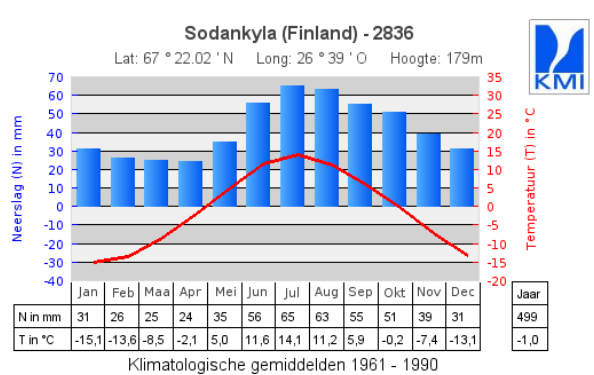 Sodankyla (Finland) - 2836
Lat: 67 ° 22.02 ' N Long: 26 ° 39 ' O Hoogte: 179m
KMI
Neerslag (N) in mm
70
60
50
40
30
20
10
0
-10
-20
-30
-40
35
30
25
20
15
10
5
0
-5
-10
-15
-20
Temperatuur (T) in °C
Jan Feb Maa Apr Mei Jun Jul Aug Sep Okt Nov Dec Jaar
N in mm 31 26 25 24 35 56 65 63 55 51 39 31 499
T in °C -15,1 -13,6 -8,5 -2,1 5,0 11,6 14,1 11,2 5,9 -0,2 -7,4 -13,1 -1,0
Klimatologische gemiddelden 1961 - 1990